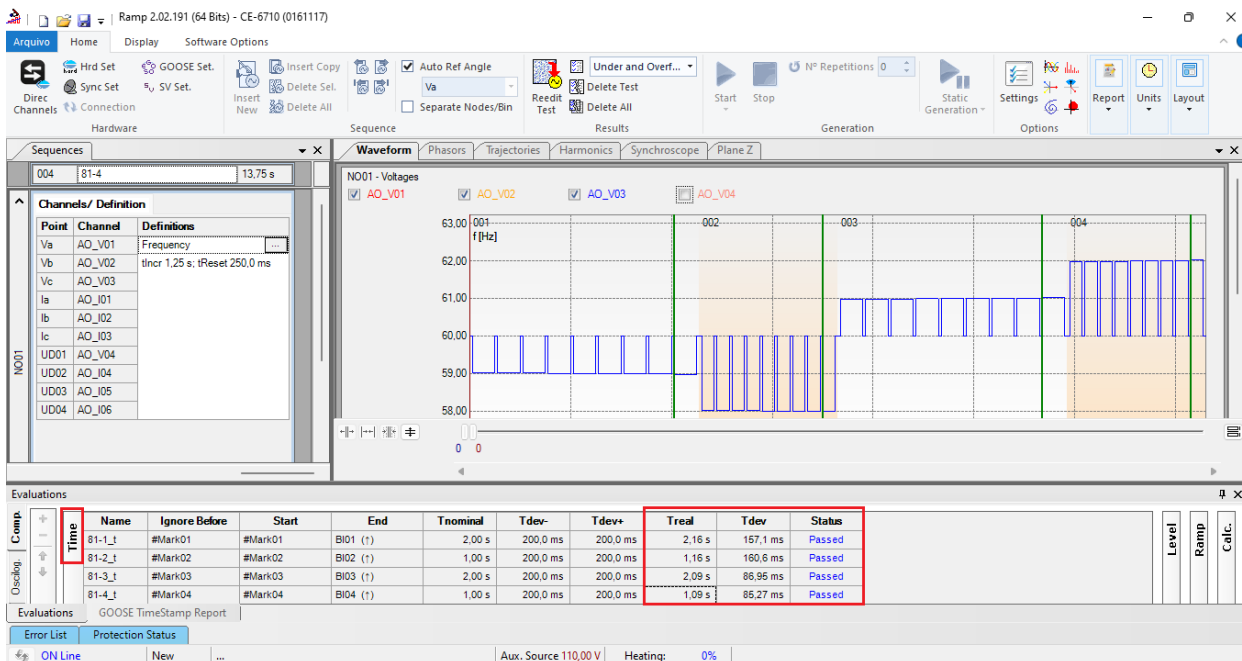 Ramp 2.02.191 (64 Bits) - CE-6710 (0161117)
Arquivo Home Display Software Options
Direc Channels
Hrd Set
Sync Set
Connection
Hardware
GOOSE Set.
SV Set.
Insert New
Insert Copy
Delete Sel.
Delete All
Sequence
Auto Ref Angle
Va
Separate Nodes/Bin
Reedit Test
Under and Overf...
Delete Test
Delete All
Results
Start Stop
Nº Repetitions 0
Static Generation
Generation
Settings
Options
Report Units Layout
Sequences
004 81-4 13,75 s
NO01
Channels/ Definition
Point Channel Definitions
Va AO_V01 Frequency ...
Vb AO_V02 tIncr 1,25 s; tReset 250,0 ms
Vc AO_V03
Ia AO_I01
Ib AO_I02
Ic AO_I03
UD01 AO_V04
UD02 AO_I04
UD03 AO_I05
UD04 AO_I06
Waveform Phasors Trajectories Harmonics Synchroscope Plane Z
NO01 - Voltages
AO_V01 AO_V02 AO_V03 AO_V04
63,00 001 002 003 004
f [Hz]
62,00
61,00
60,00
59,00
58,00
0 0
Evaluations
Comp.
Oscilog.
Time
Name Ignore Before Start End Tnominal Tdev- Tdev+ Treal Tdev Status
81-1_t #Mark01 #Mark01 BI01 (↑) 2,00 s 200,0 ms 200,0 ms 2,16 s 157,1 ms Passed
81-2_t #Mark02 #Mark02 BI02 (↑) 1,00 s 200,0 ms 200,0 ms 1,16 s 160,6 ms Passed
81-3_t #Mark03 #Mark03 BI03 (↑) 2,00 s 200,0 ms 200,0 ms 2,09 s 86,95 ms Passed
81-4_t #Mark04 #Mark04 BI04 (↑) 1,00 s 200,0 ms 200,0 ms 1,09 s 85,27 ms Passed
Level
Ramp
Calc.
Evaluations GOOSE TimeStamp Report
Error List Protection Status
ON Line New ... Aux. Source 110,00 V Heating: 0%